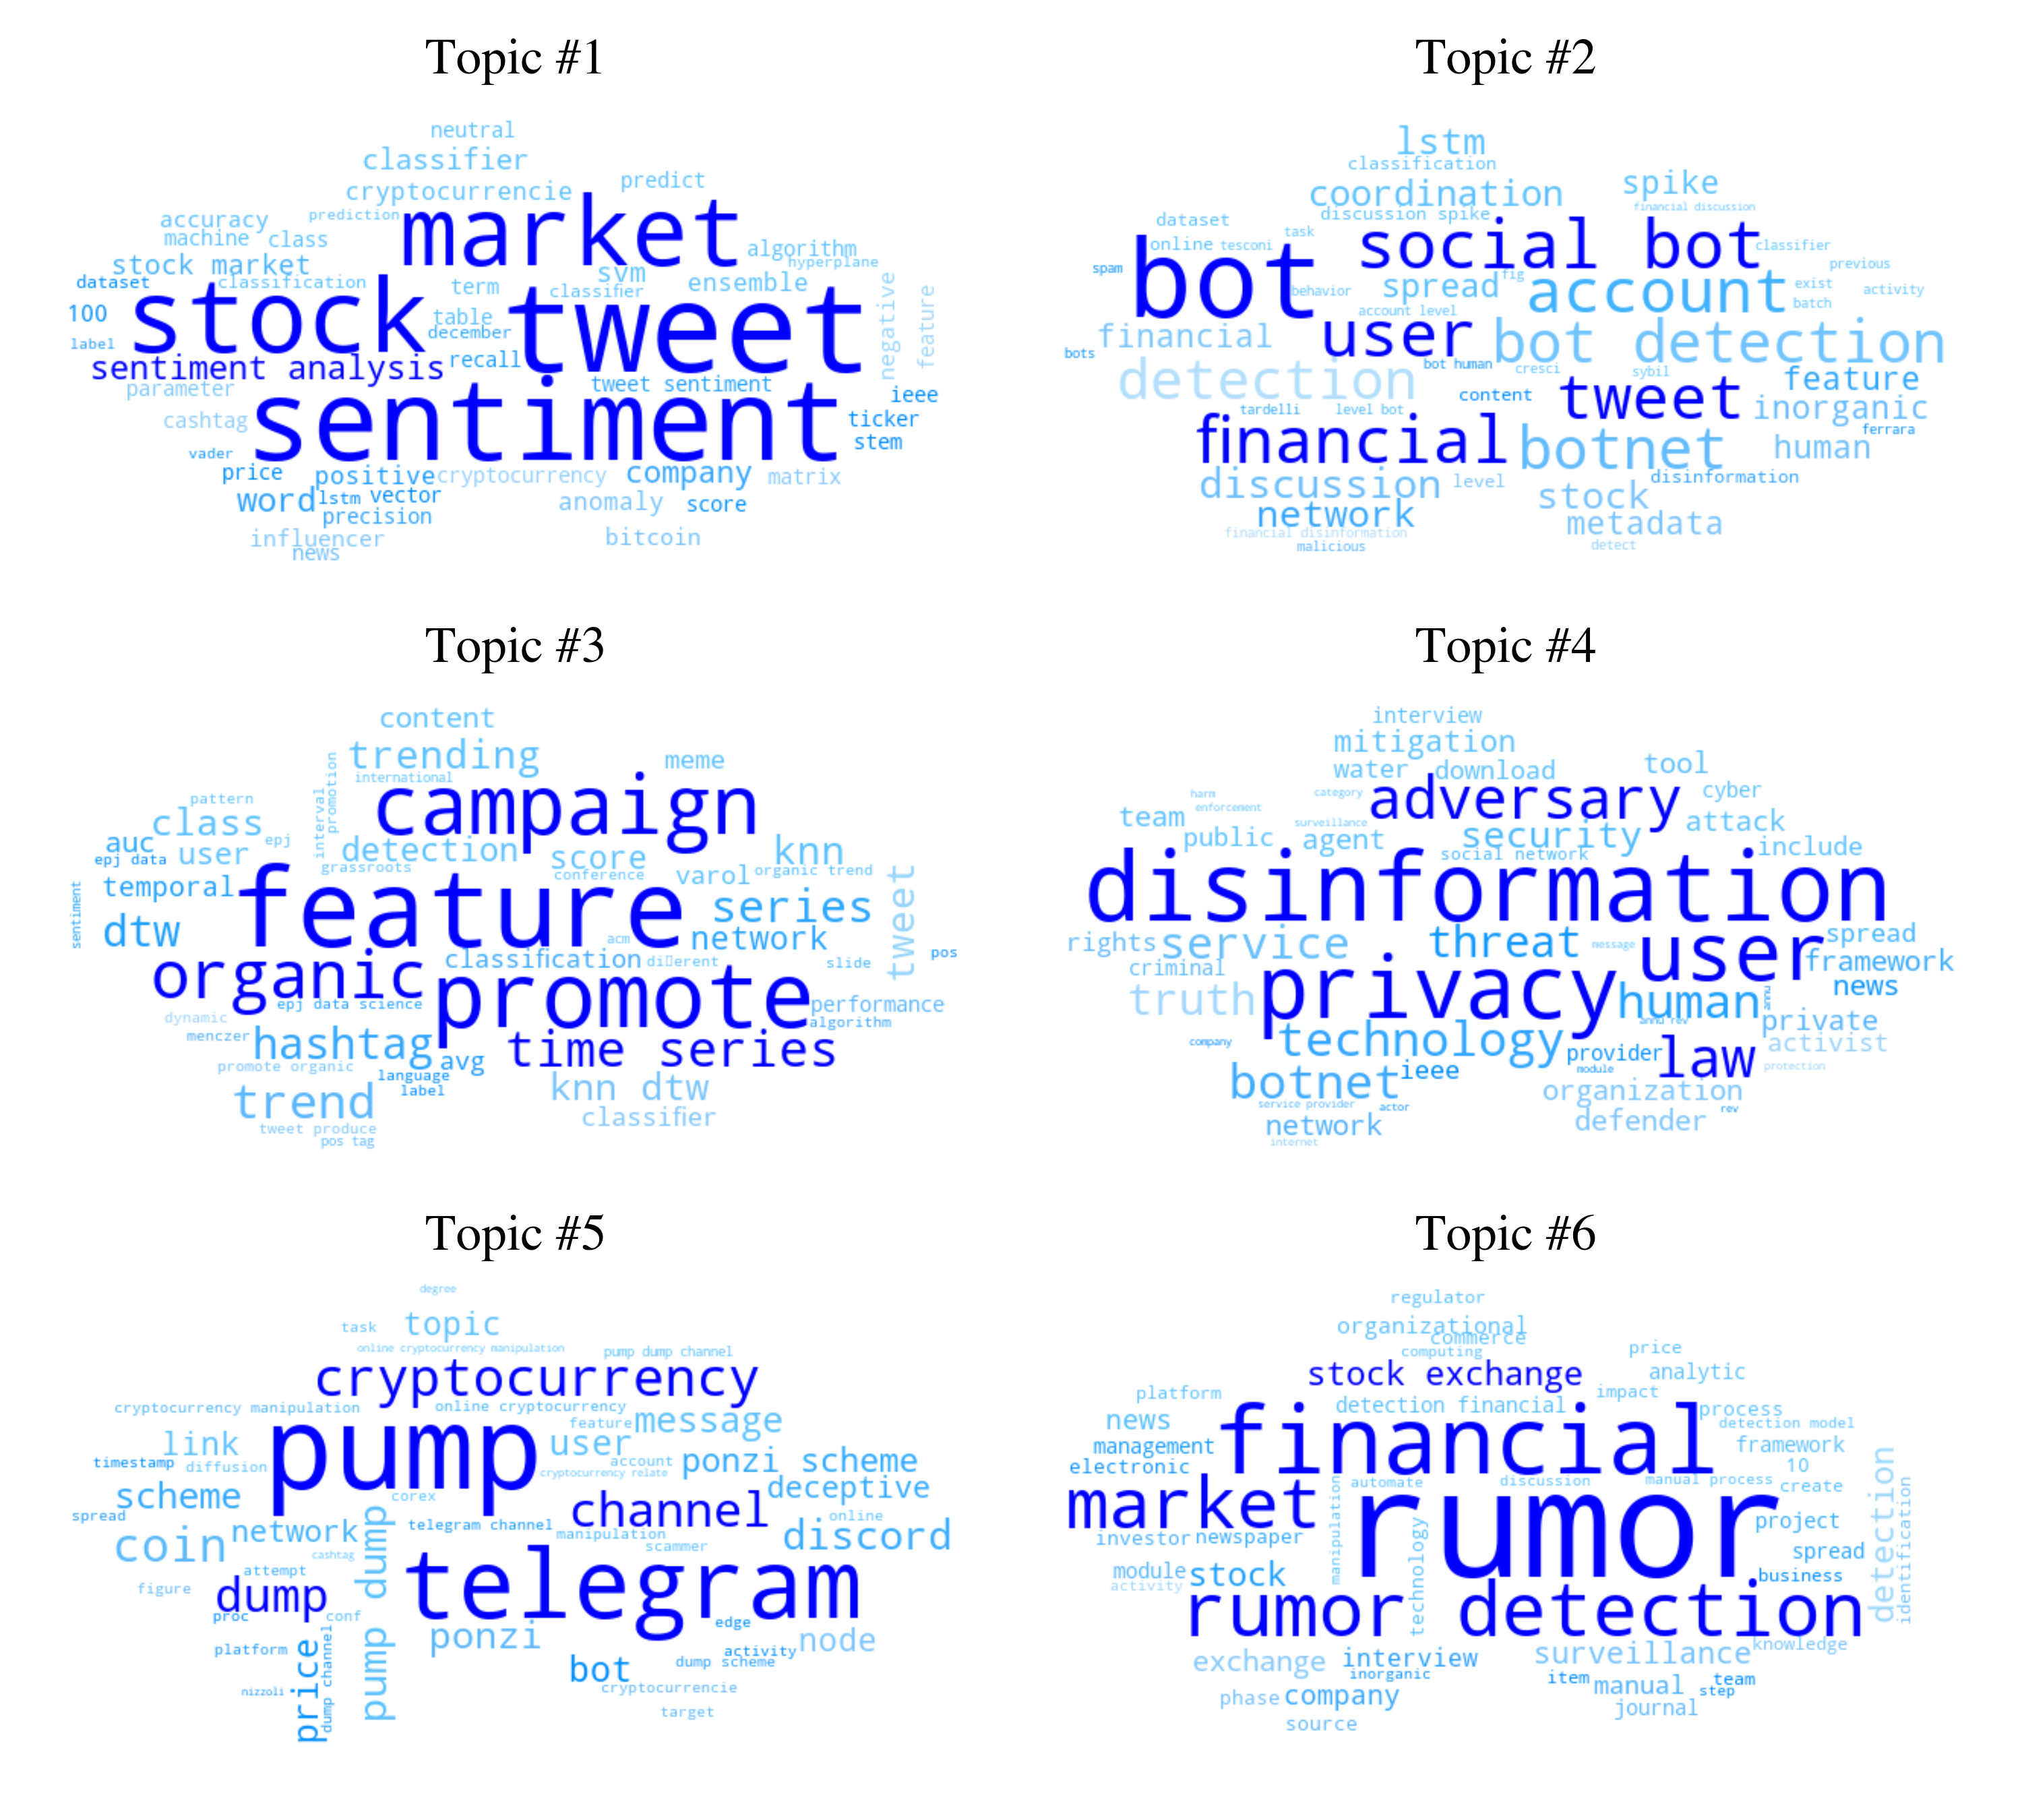 Topic #1
neutral
classifier
cryptocurrencie
predict
accuracy
prediction
market
machine
class
algorithm
stock market
svm
hyperplane
dataset
classification
term
classifier
ensemble
negative
feature
100
stock
table
tweet
label
december
sentiment analysis
recall
parameter
tweet sentiment
ieee
cashtag
sentiment
ticker
vader
stem
price
positive
cryptocurrency
company
matrix
word
lstm
vector
anomaly
score
precision
influencer
news
bitcoin
Topic #2
lstm
classification
coordination
spike
dataset
discussion spike
financial discussion
online
tesconi
task
social bot
classifier
spam
bot
behavior
spread
fig
account
previous
exist
activity
batch
account level
financial
user
bot detection
bots
bot human
cresci
sybil
detection
content
tweet
feature
tardelli
level bot
inorganic
financial
botnet
human
ferrara
discussion
level
stock
disinformation
network
metadata
financial disinformation
malicious
detect
Topic #3
content
trending
meme
international
interval
promotion
pattern
campaign
class
epj
auc
epj data
user
detection
score
knn
grassroots
conference
varol
organic trend
tweet
temporal
feature
series
sentiment
dtw
acm
network
pos
organic
classification
di▯erent
slide
epj data science
promote
performance
dynamic
algorithm
menczer
hashtag
avg
time series
promote organic
language
label
knn dtw
trend
classifier
tweet produce
pos tag
Topic #4
interview
mitigation
water
download
tool
harm
enforcement
category
adversary
cyber
team
surveillance
public
agent
security
attack
social network
include
disinformation
rights
service
threat
message
user
spread
criminal
framework
truth
privacy
human
news
annu rev
private
company
technology
provider
law
activist
module
protection
botnet
ieee
organization
service provider
actor
rev
network
defender
internet
Topic #5
degree
task
topic
online cryptocurrency manipulation
pump dump channel
cryptocurrency
cryptocurrency manipulation
online cryptocurrency
feature
message
link
pump
user
timestamp
diffusion
account
ponzi scheme
cryptocurrency relate
scheme
corex
channel
deceptive
spread
online
coin
network
pump dump
telegram channel
manipulation
discord
cashtag
scammer
attempt
figure
dump
telegram
proc
conf
edge
platform
price
dump channel
ponzi
node
activity
bot
dump scheme
nizzoli
cryptocurrencie
target
Topic #6
regulator
organizational
commerce
computing
price
stock exchange
analytic
platform
detection financial
impact
news
financial
process
detection model
management
framework
electronic
automate
discussion
manual process
10
create
detection
identification
market
manipulation
rumor
project
investor
newspaper
technology
spread
module
stock
business
activity
rumor detection
exchange
interview
surveillance
knowledge
inorganic
item
manual
team
step
phase
company
journal
source